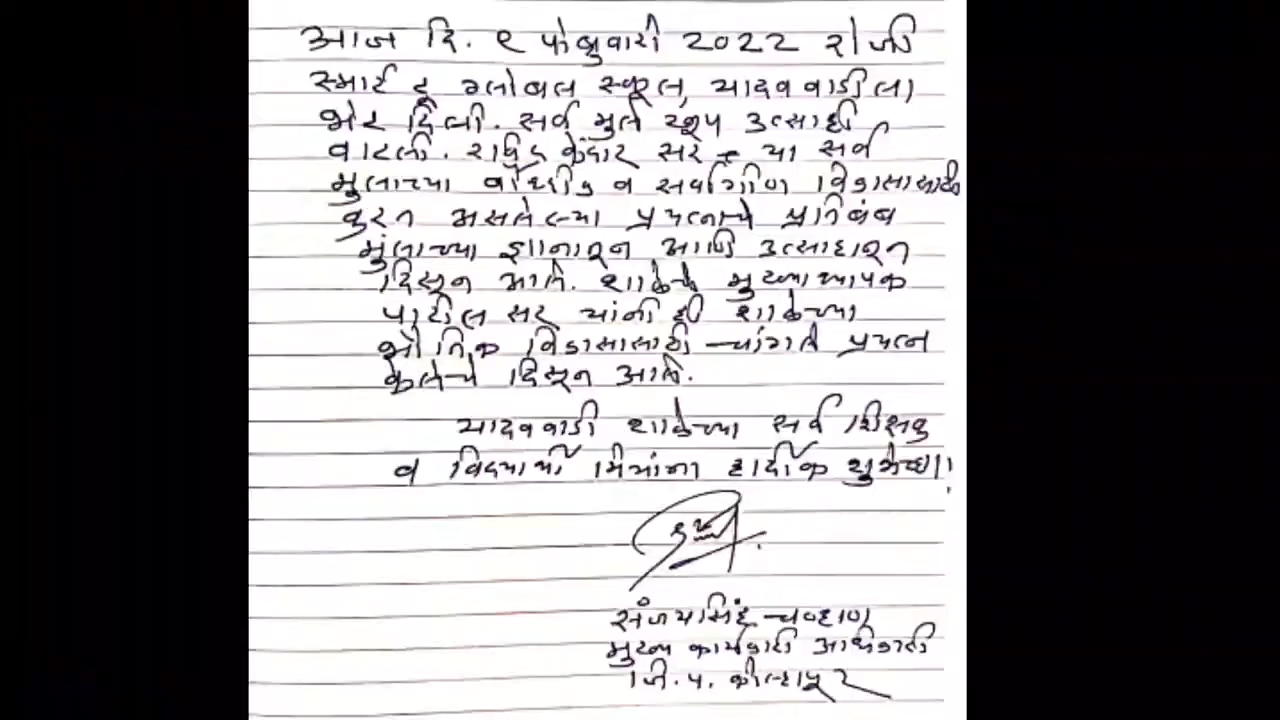 आज दि. ९ फेब्रुवारी 2022 रोजी
स्मार्ट टू ग्लोबल स्कूल, यादववाडीला
भेट दिली. सर्व मुले खूप उत्साही
वाटली. केंदार सर या सर्व
मुलांच्या बौध्दीक व सर्वांगीण विकासासाठी
करत असलेल्या प्रयत्नाचे प्रतिबिंब
मुंलाच्या ज्ञानातून आणि उत्साहातून
दिसून आले. शाळेचे मुख्याध्यापक
पाटील सर यांनी ही शाळेच्या
भौतिक विकासासाठी चांगले प्रयत्न
केलेचे दिसून आले.
यादववाडी शाळेच्या सर्व शिक्षक
व विद्यार्थी मित्रांना हार्दीक शुभेच्छा!
संजयसिंह चव्हाण
मुख्य कार्यकारी अधिकारी
जि. प. कोल्हापूर